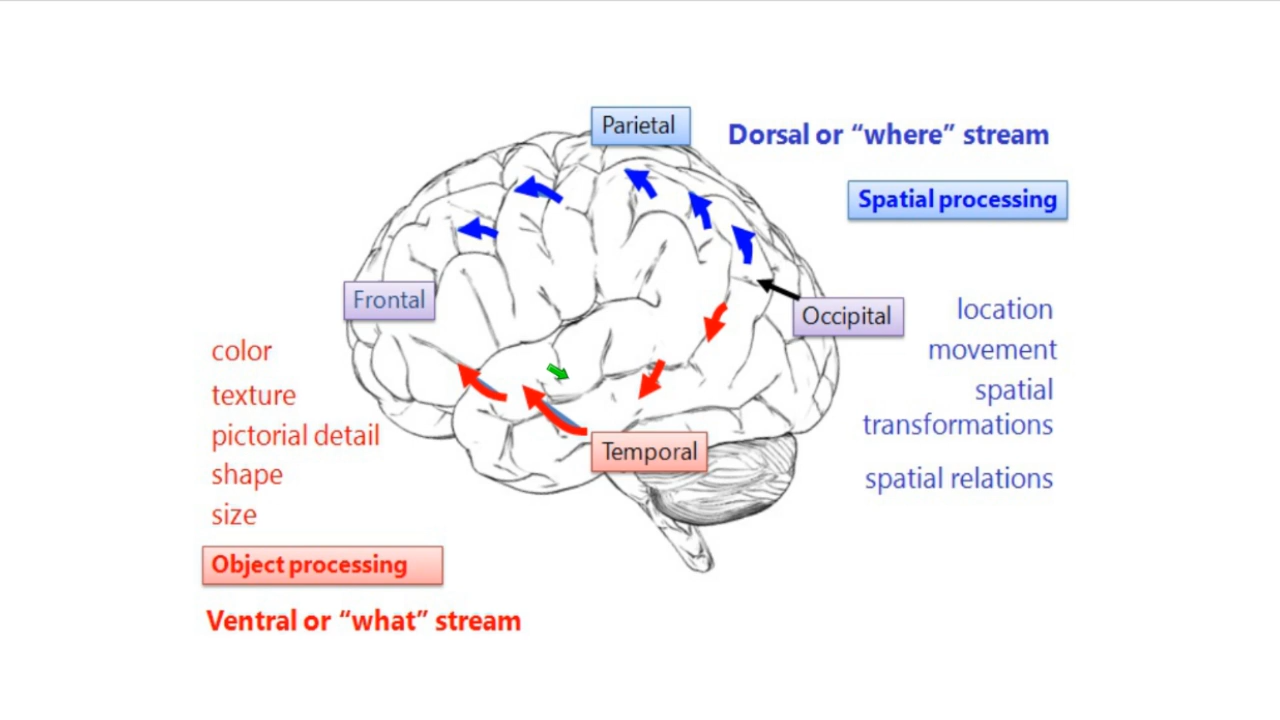 Parietal
Dorsal or “where” stream
Spatial processing
Frontal
Occipital
location
movement
spatial
transformations
spatial relations
color
texture
pictorial detail
shape
size
Temporal
Object processing
Ventral or “what” stream